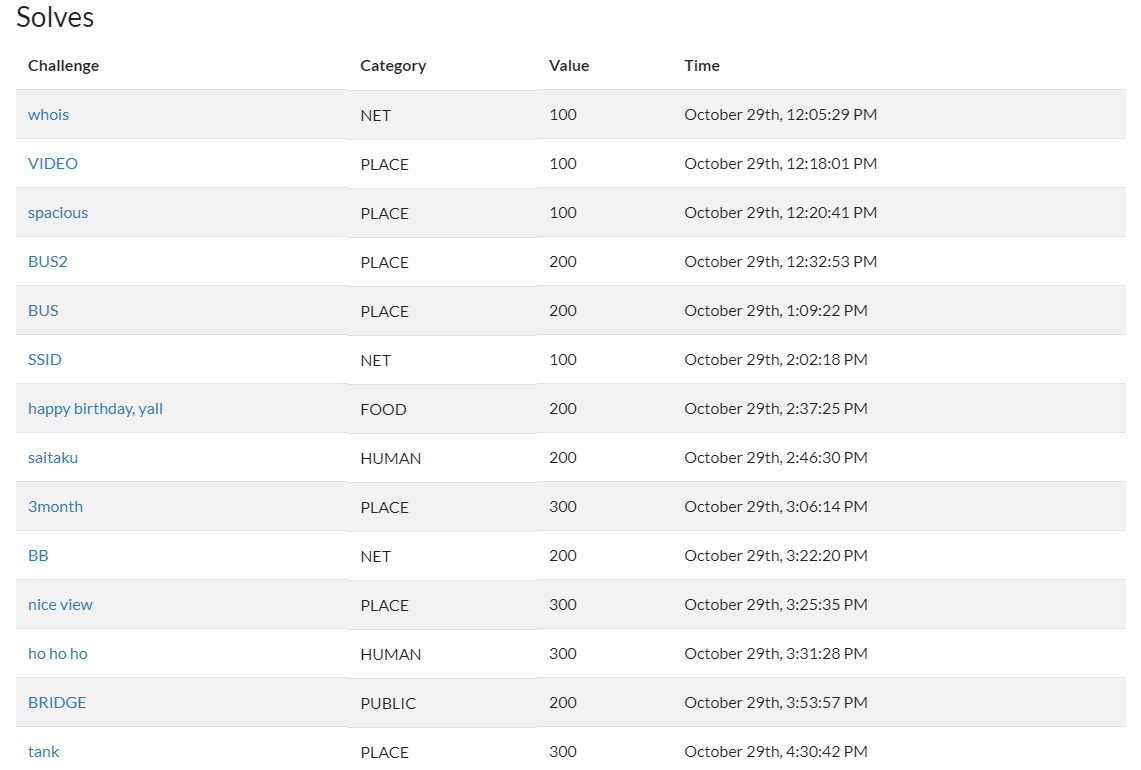 Solves
Challenge Category Value Time
whois NET 100 October 29th, 12:05:29 PM
VIDEO PLACE 100 October 29th, 12:18:01 PM
spacious PLACE 100 October 29th, 12:20:41 PM
BUS2 PLACE 200 October 29th, 12:32:53 PM
BUS PLACE 200 October 29th, 1:09:22 PM
SSID NET 100 October 29th, 2:02:18 PM
happy birthday, yall FOOD 200 October 29th, 2:37:25 PM
saitaku HUMAN 200 October 29th, 2:46:30 PM
3month PLACE 300 October 29th, 3:06:14 PM
BB NET 200 October 29th, 3:22:20 PM
nice view PLACE 300 October 29th, 3:25:35 PM
ho ho ho HUMAN 300 October 29th, 3:31:28 PM
BRIDGE PUBLIC 200 October 29th, 3:53:57 PM
tank PLACE 300 October 29th, 4:30:42 PM